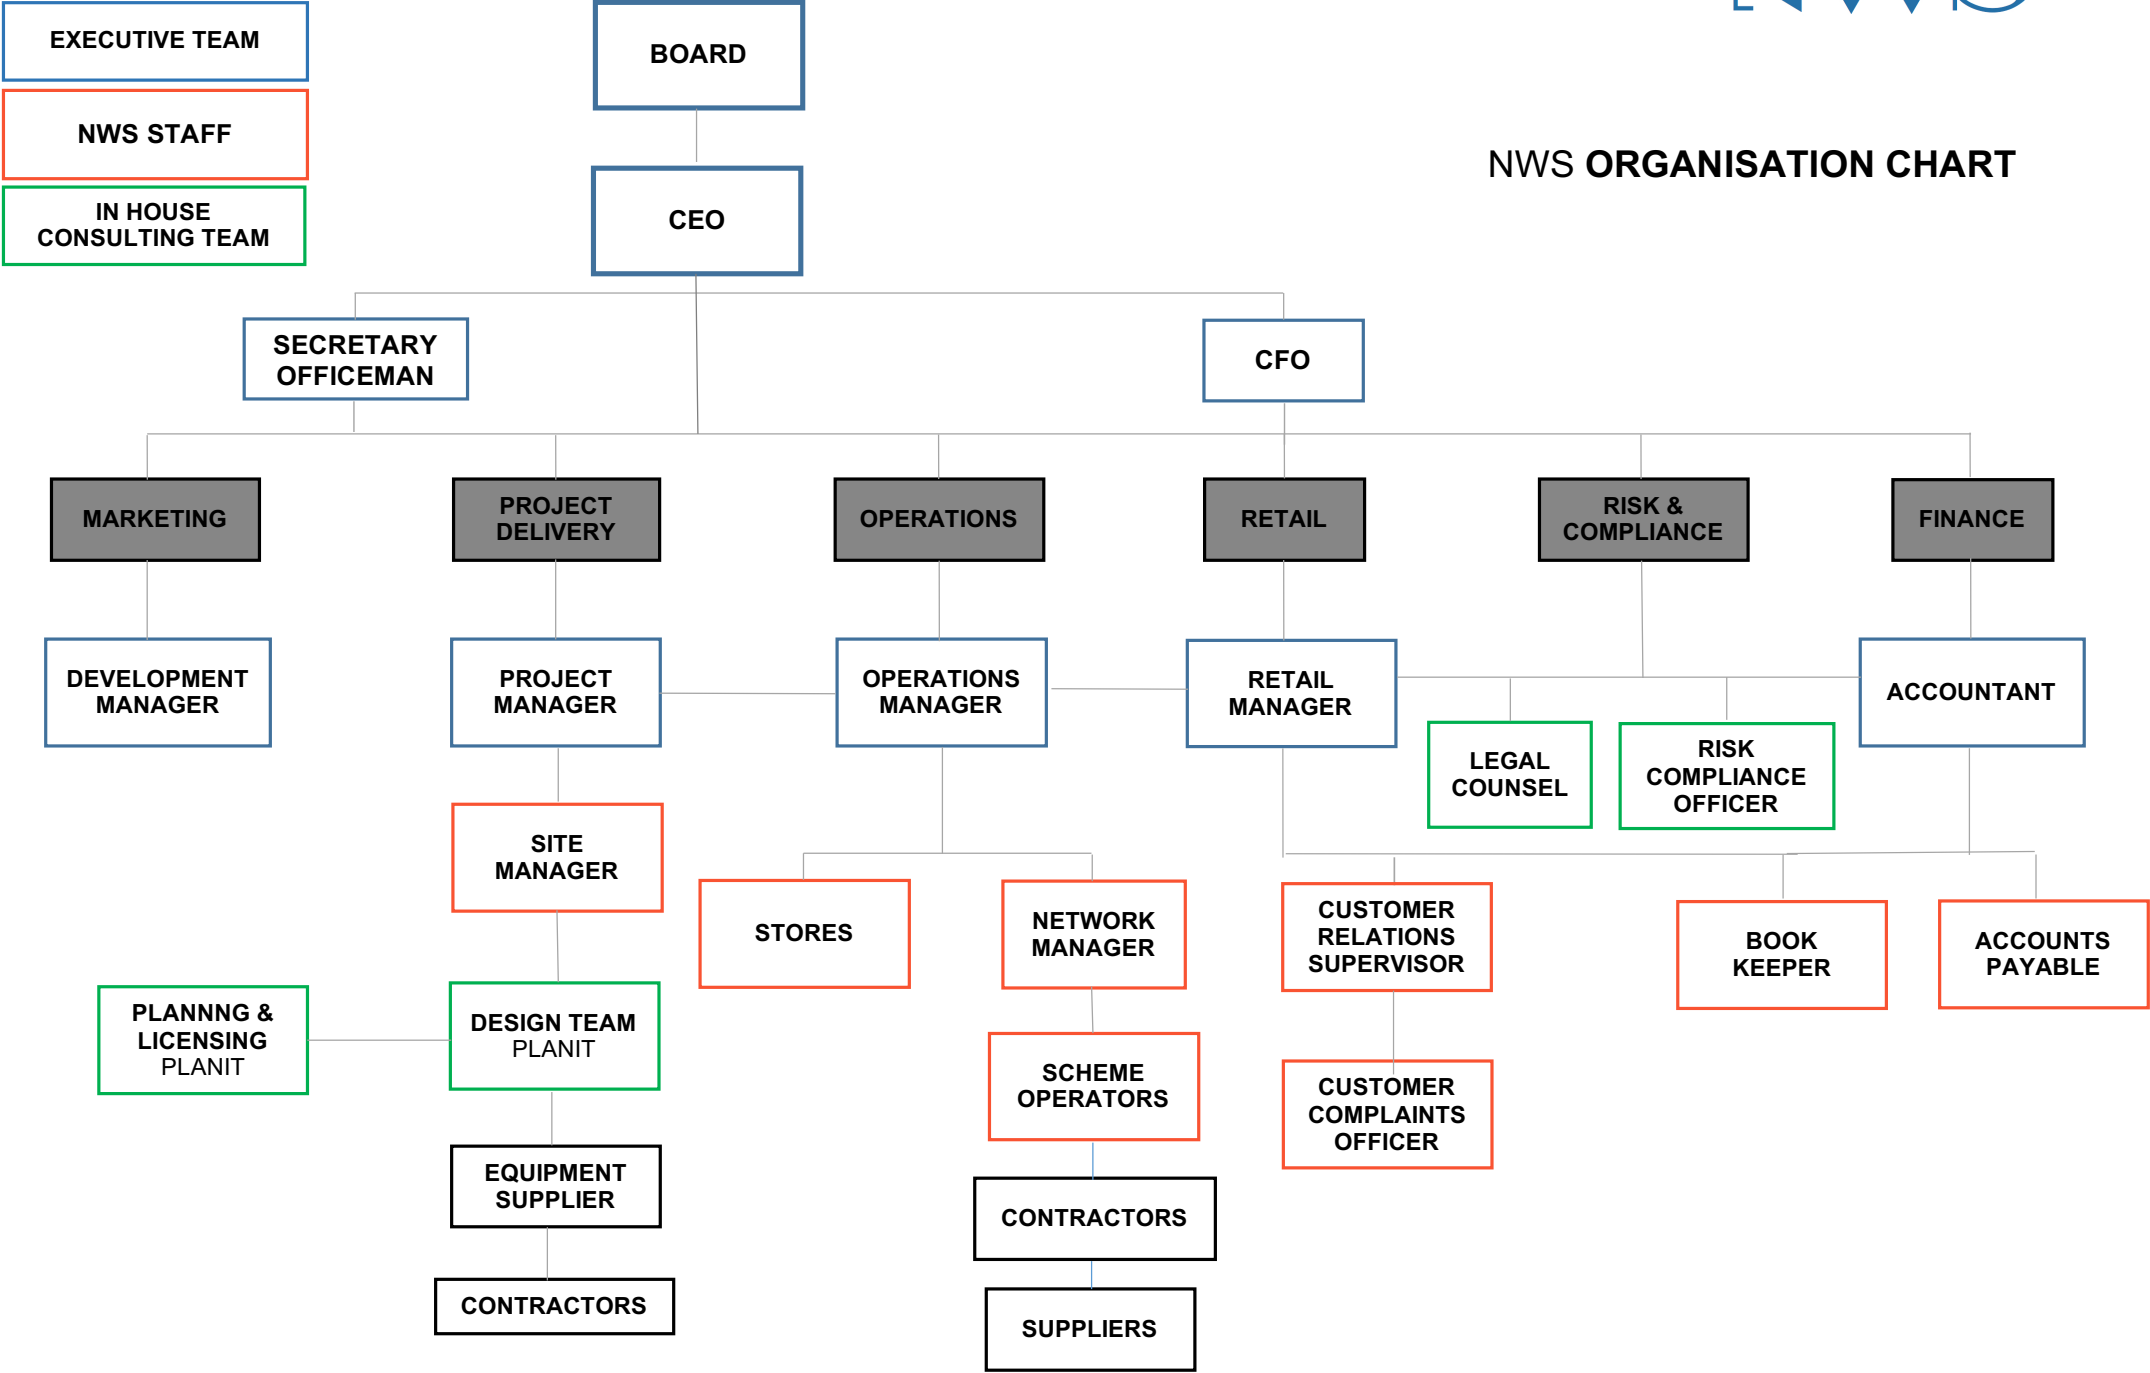 EXECUTIVE TEAM
NWS STAFF
IN HOUSE
CONSULTING TEAM
BOARD
NWS ORGANISATION CHART
CEO
SECRETARY
OFFICEMAN
CFO
MARKETING
PROJECT
DELIVERY
OPERATIONS
RETAIL
RISK &
COMPLIANCE
FINANCE
DEVELOPMENT
MANAGER
PROJECT
MANAGER
OPERATIONS
MANAGER
RETAIL
MANAGER
ACCOUNTANT
LEGAL
COUNSEL
RISK
COMPLIANCE
OFFICER
SITE
MANAGER
STORES
NETWORK
MANAGER
CUSTOMER
RELATIONS
SUPERVISOR
BOOK
KEEPER
ACCOUNTS
PAYABLE
PLANNNG &
LICENSING
PLANIT
DESIGN TEAM
PLANIT
SCHEME
OPERATORS
CUSTOMER
COMPLAINTS
OFFICER
EQUIPMENT
SUPPLIER
CONTRACTORS
CONTRACTORS
SUPPLIERS